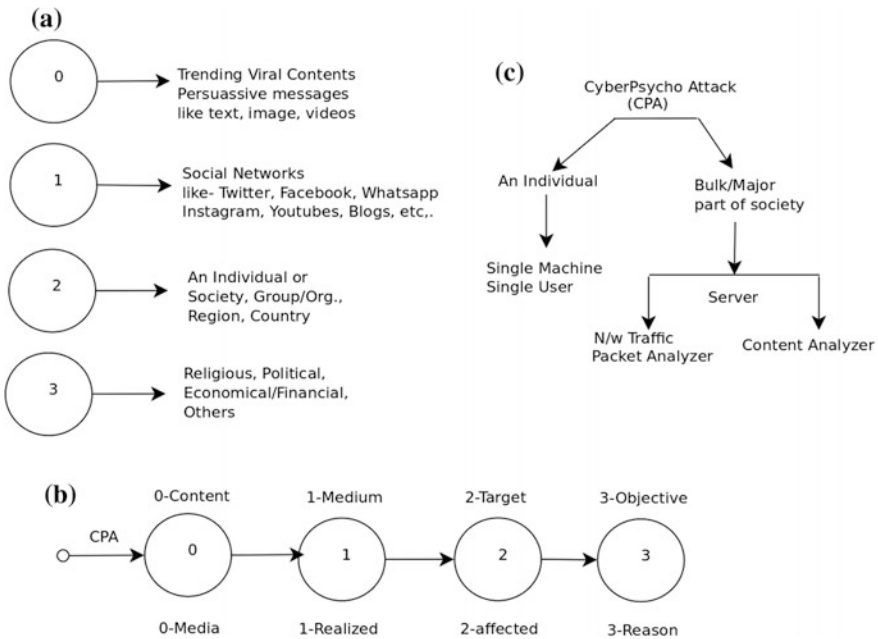 (a)
0
Trending Viral Contents
Persuassive messages
like text, image, videos
1
Social Networks
like- Twitter, Facebook, Whatsapp
Instagram, Youtubes, Blogs, etc,.
2
An Individual or
Society, Group/Org.,
Region, Country
3
Religious, Political,
Economical/Financial,
Others
(c)
CyberPsycho Attack
(CPA)
An Individual
Bulk/Major
part of society
Single Machine
Single User
Server
N/w Traffic
Packet Analyzer
Content Analyzer
(b)
0-Content
1-Medium
2-Target
3-Objective
CPA
0
1
2
3
0-Media
1-Realized
2-affected
3-Reason